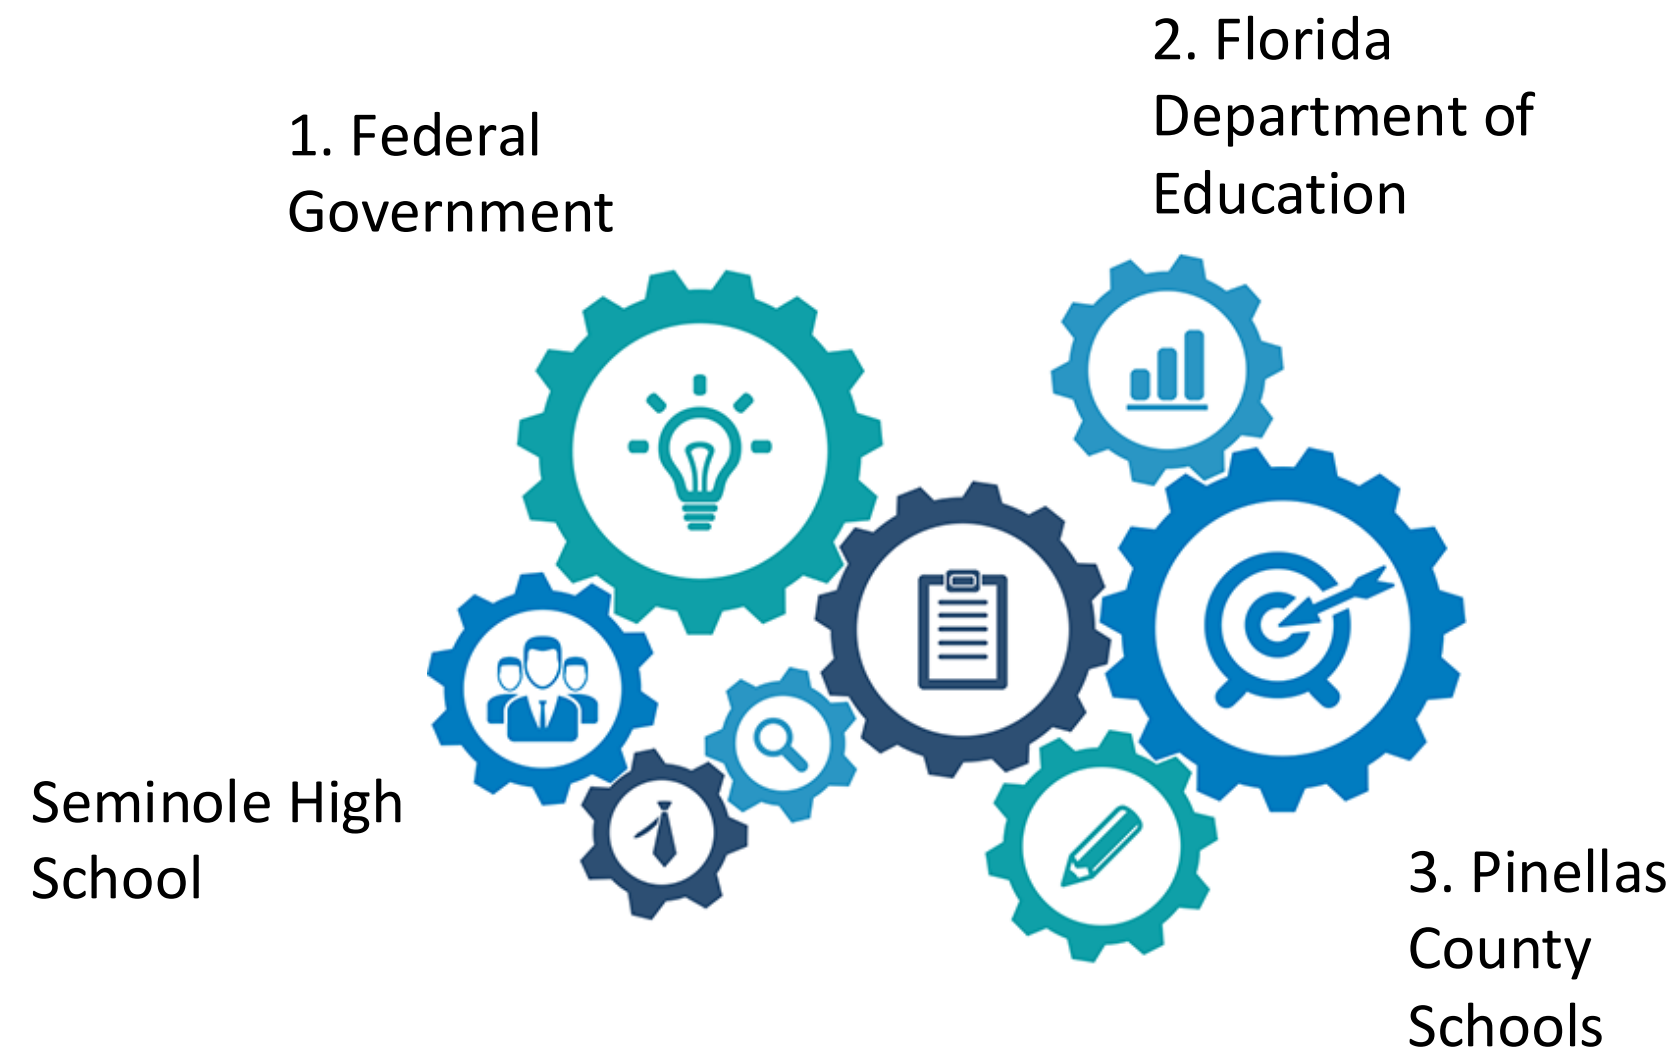 1. Federal
Government
2. Florida
Department of
Education
Seminole High
School
3. Pinellas
County
Schools